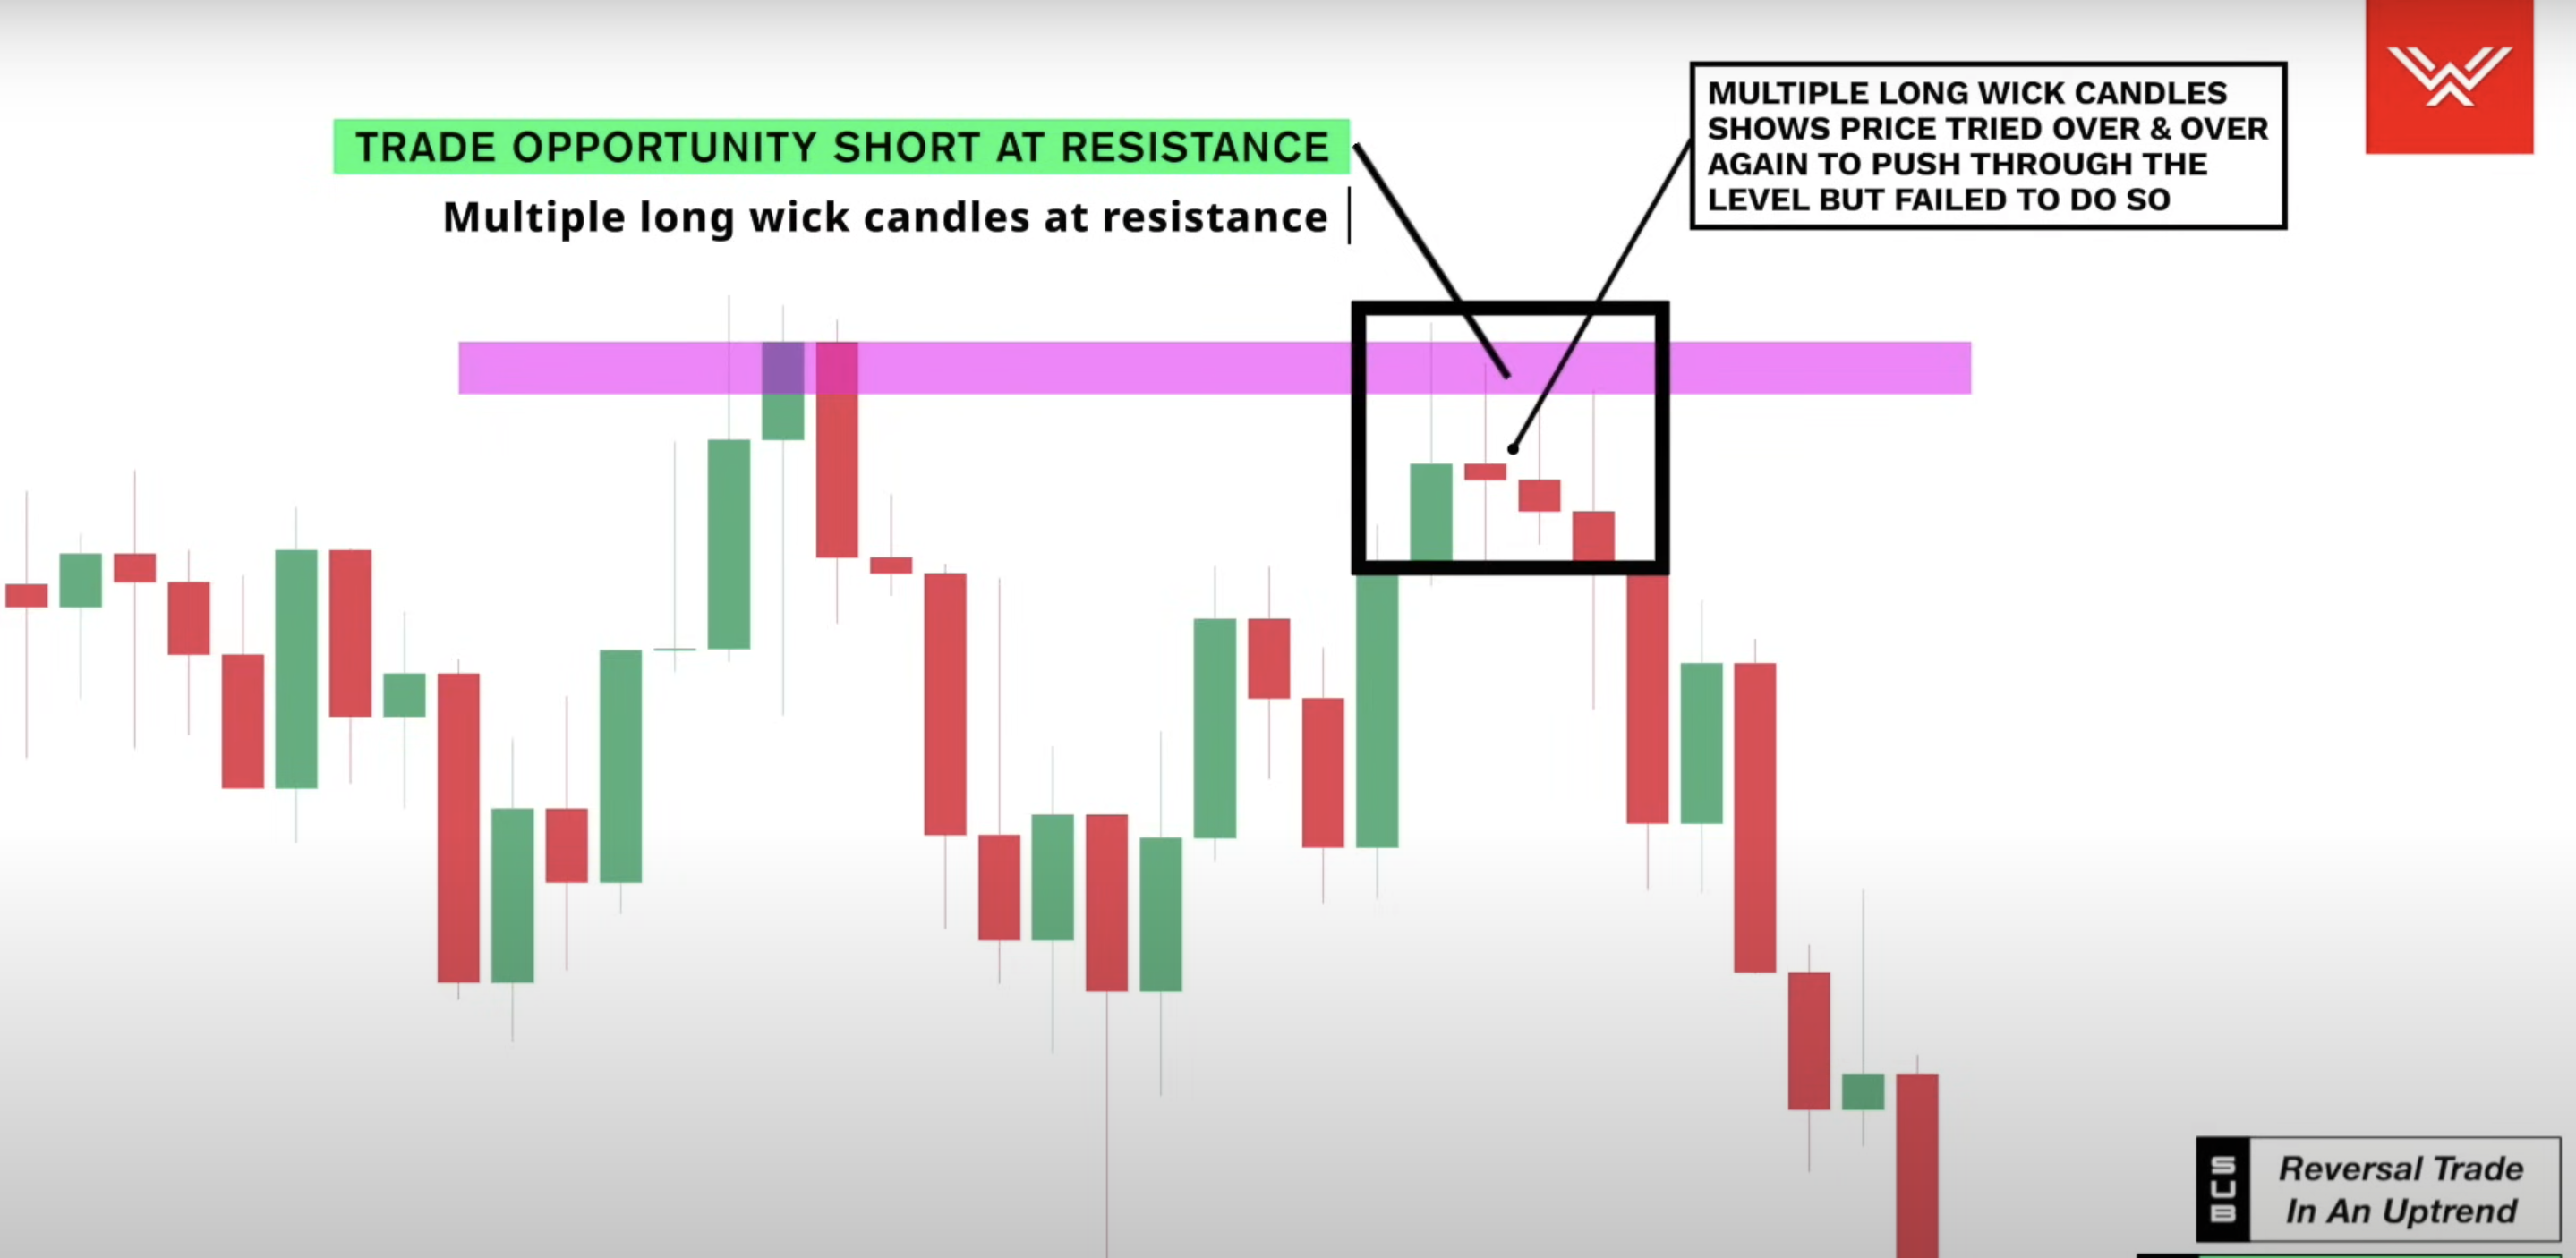 TRADE OPPORTUNITY SHORT AT RESISTANCE
Multiple long wick candles at resistance
MULTIPLE LONG WICK CANDLES
SHOWS PRICE TRIED OVER & OVER
AGAIN TO PUSH THROUGH THE
LEVEL BUT FAILED TO DO SO
BLS
Reversal Trade
In An Uptrend